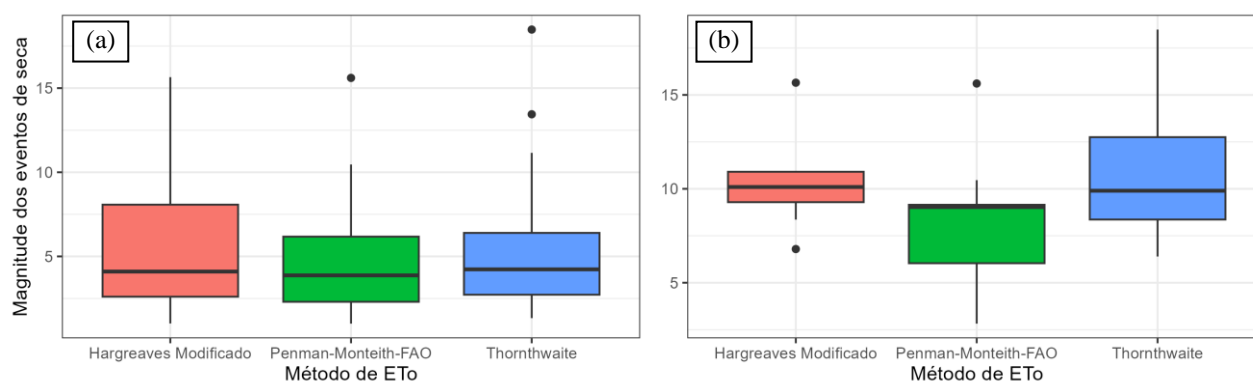 (a)
(b)
Magnitude dos eventos de seca
15
10
5
15
10
5
Hargreaves Modificado Penman-Monteith-FAO Thornthwaite
Método de ETo
Hargreaves Modificado Penman-Monteith-FAO Thornthwaite
Método de ETo